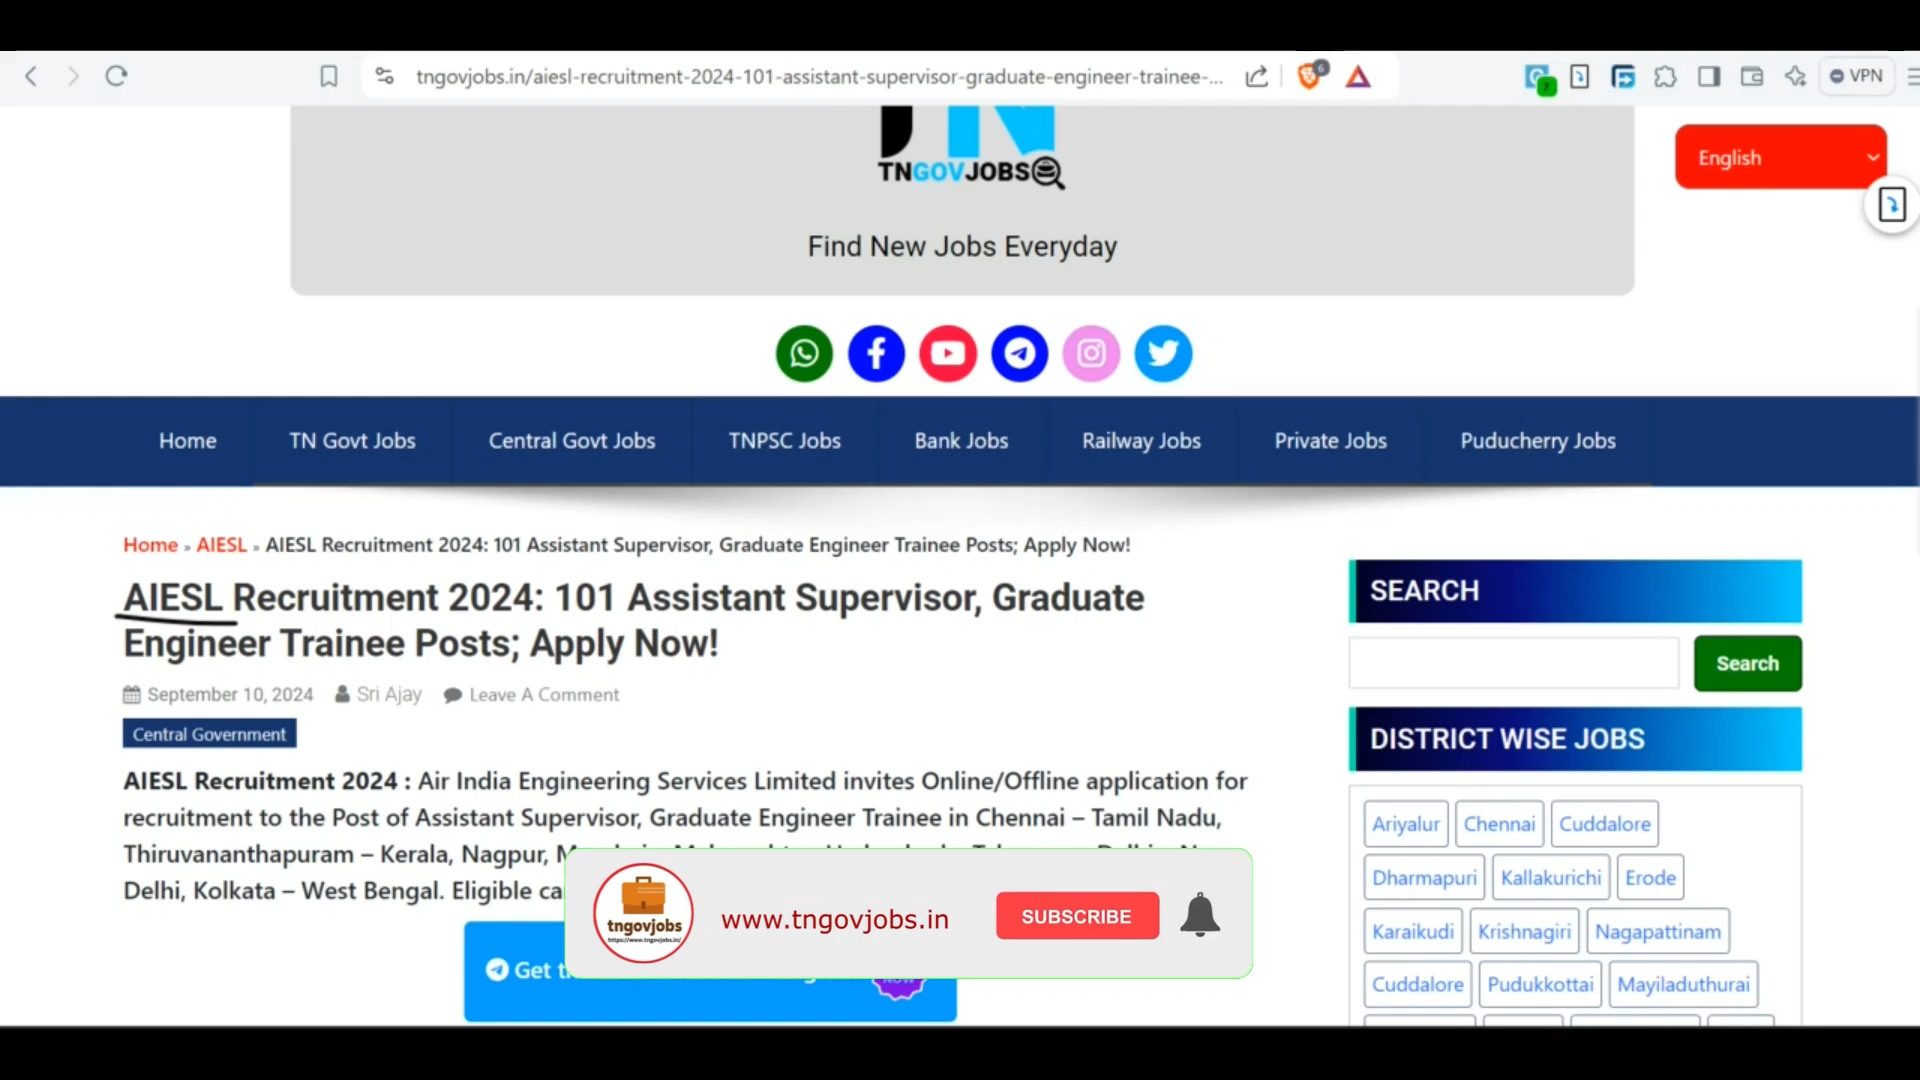 tngovjobs.in/aiesl-recruitment-2024-101-assistant-supervisor-graduate-engineer-trainee-...
6
7
VPN
TNGOVJOBS
English
Find New Jobs Everyday
Home TN Govt Jobs Central Govt Jobs TNPSC Jobs Bank Jobs Railway Jobs Private Jobs Puducherry Jobs
Home » AIESL » AIESL Recruitment 2024: 101 Assistant Supervisor, Graduate Engineer Trainee Posts; Apply Now!
AIESL Recruitment 2024: 101 Assistant Supervisor, Graduate
Engineer Trainee Posts; Apply Now!
September 10, 2024 Sri Ajay Leave A Comment
Central Government
AIESL Recruitment 2024 : Air India Engineering Services Limited invites Online/Offline application for
recruitment to the Post of Assistant Supervisor, Graduate Engineer Trainee in Chennai – Tamil Nadu,
Thiruvananthapuram – Kerala, Nagpur,
Delhi, Kolkata – West Bengal. Eligible
Get
tngovjobs
https://www.tngovjobs.in/
www.tngovjobs.in
SUBSCRIBE
SEARCH
Search
DISTRICT WISE JOBS
Ariyalur Chennai Cuddalore
Dharmapuri Kallakurichi Erode
Karaikudi Krishnagiri Nagapattinam
Cuddalore Pudukkottai Mayiladuthurai